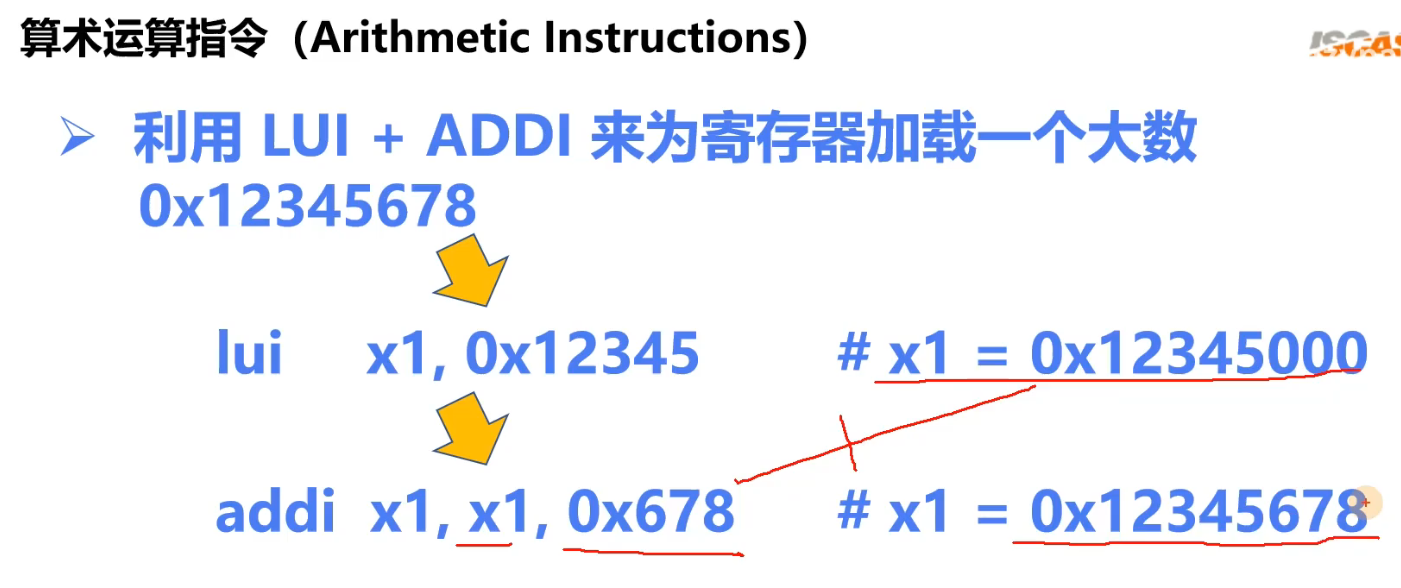 算术运算指令（Arithmetic Instructions）
➢ 利用 LUI + ADDI 来为寄存器加载一个大数
0x12345678
lui x1, 0x12345 # x1 = 0x12345000
addi x1, x1, 0x678 # x1 = 0x12345678